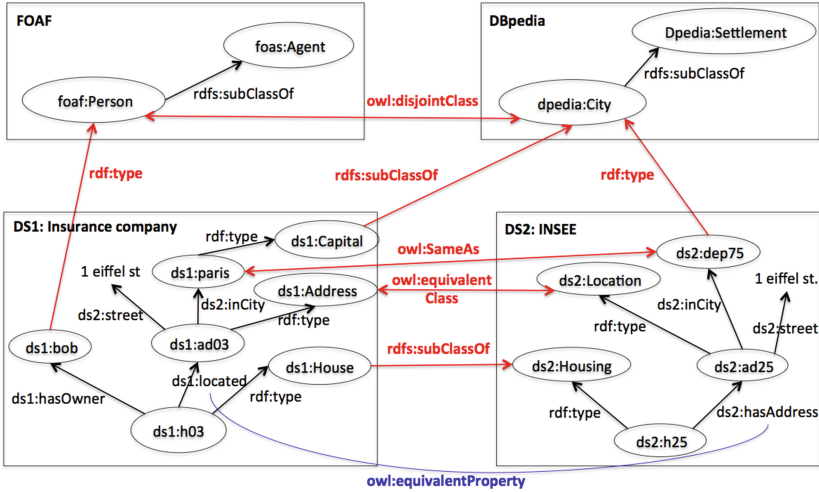 FOAF
DBpedia
foas:Agent
Dpedia:Settlement
rdfs:subClassOf
rdfs:subClassOf
foaf:Person
owl:disjointClass
dpedia:City
rdf:type
rdfs:subClassOf
rdf:type
DS1: Insurance company
DS2: INSEE
rdf:type
ds1:Capital
owl:SameAs
ds2:dep75
1 eiffel st
ds1:paris
owl:equivalent
Class
ds1:Address
ds2:Location
1 eiffel st.
ds2:street
ds2:inCity
rdf:type
ds2:inCity
rdf:type
ds2:street
ds1:bob
ds1:ad03
ds1:House
rdfs:subClassOf
ds2:Housing
ds2:ad25
ds1:hasOwner
ds1:located
rdf:type
rdf:type
ds2:hasAddress
ds1:h03
ds2:h25
owl:equivalentProperty